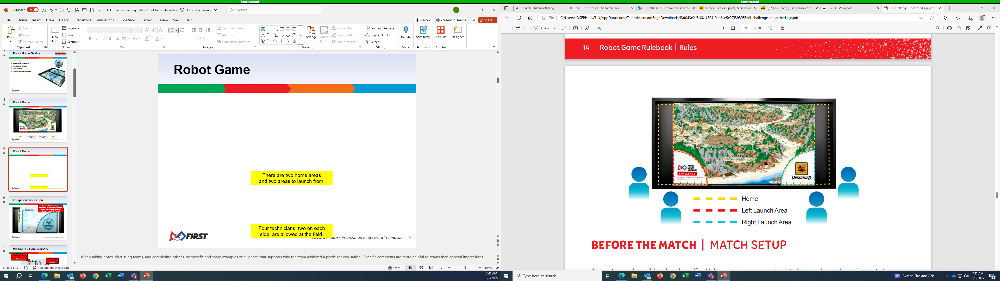 Unclassified
AutoSave On
FLL Coaches Training - 2025 Robot Game Unearthed No Label • Saving...
Search
CJ
File Home Insert Draw Design Transitions Animations Slide Show Record Review View Help
Record Present in Teams Share
Paste
Cut
Copy
Format Painter
Clipboard
New Slide
Layout
Reset
Section
Slides
18
Font
Text Direction
Align Text
Convert to SmartArt
Paragraph
Arrange
Quick Styles
Shape Fill
Shape Outline
Shape Effects
Drawing
Find and Replace
Replace Fonts
Select
Editing
Dictate
Voice
Sensitivity
Sensitivity
Add-ins
Add-ins
Designer
3
Robot Game Basics
4
Robot Game
5
Robot Game
6
Equipment Inspection
7
Mission 1 – Coral Nursery
Robot Game
There are two home areas
and two areas to launch from.
Four technicians, two on each
side, are allowed at the field.
FIRST
RECOGNITION OF SCIENCE & TECHNOLOGY 5
When taking notes, discussing teams, and completing rubrics, be specific and share examples or evidence that supports why the team achieved a particular evaluation. Specific comments are more helpful to teams than general impressions.
Slide 5 of 31 Accessibility: Investigate
Notes 104%
7:41 AM
8/6/2025
Unclassified
Search - Microsoft Bing
Top stories - Search News
'Highballed': Communities of col
News, Politics, Sports, Mail & Lat
(27,183 unread) - is1c@aol.com
1293 - Wikipedia
fll-challenge-unearthed-rgr.pdf
File C:/Users/JOSEPH~1.CUN/AppData/Local/Temp/MicrosoftEdgeDownloads/f3d043e2-7c88-4304-9ab6-e5e27f393953/fll-challenge-unearthed-rgr.pdf
Draw
15 of 20
14 Robot Game Rulebook | Rules
FIRST
LEGO
LEAGUE
CHALLENGE
UNEARTHED
Home
Left Launch Area
Right Launch Area
BEFORE THE MATCH | MATCH SETUP
Type here to search
Avatar: Fire and Ash -...
7:41 AM
8/6/2025
22